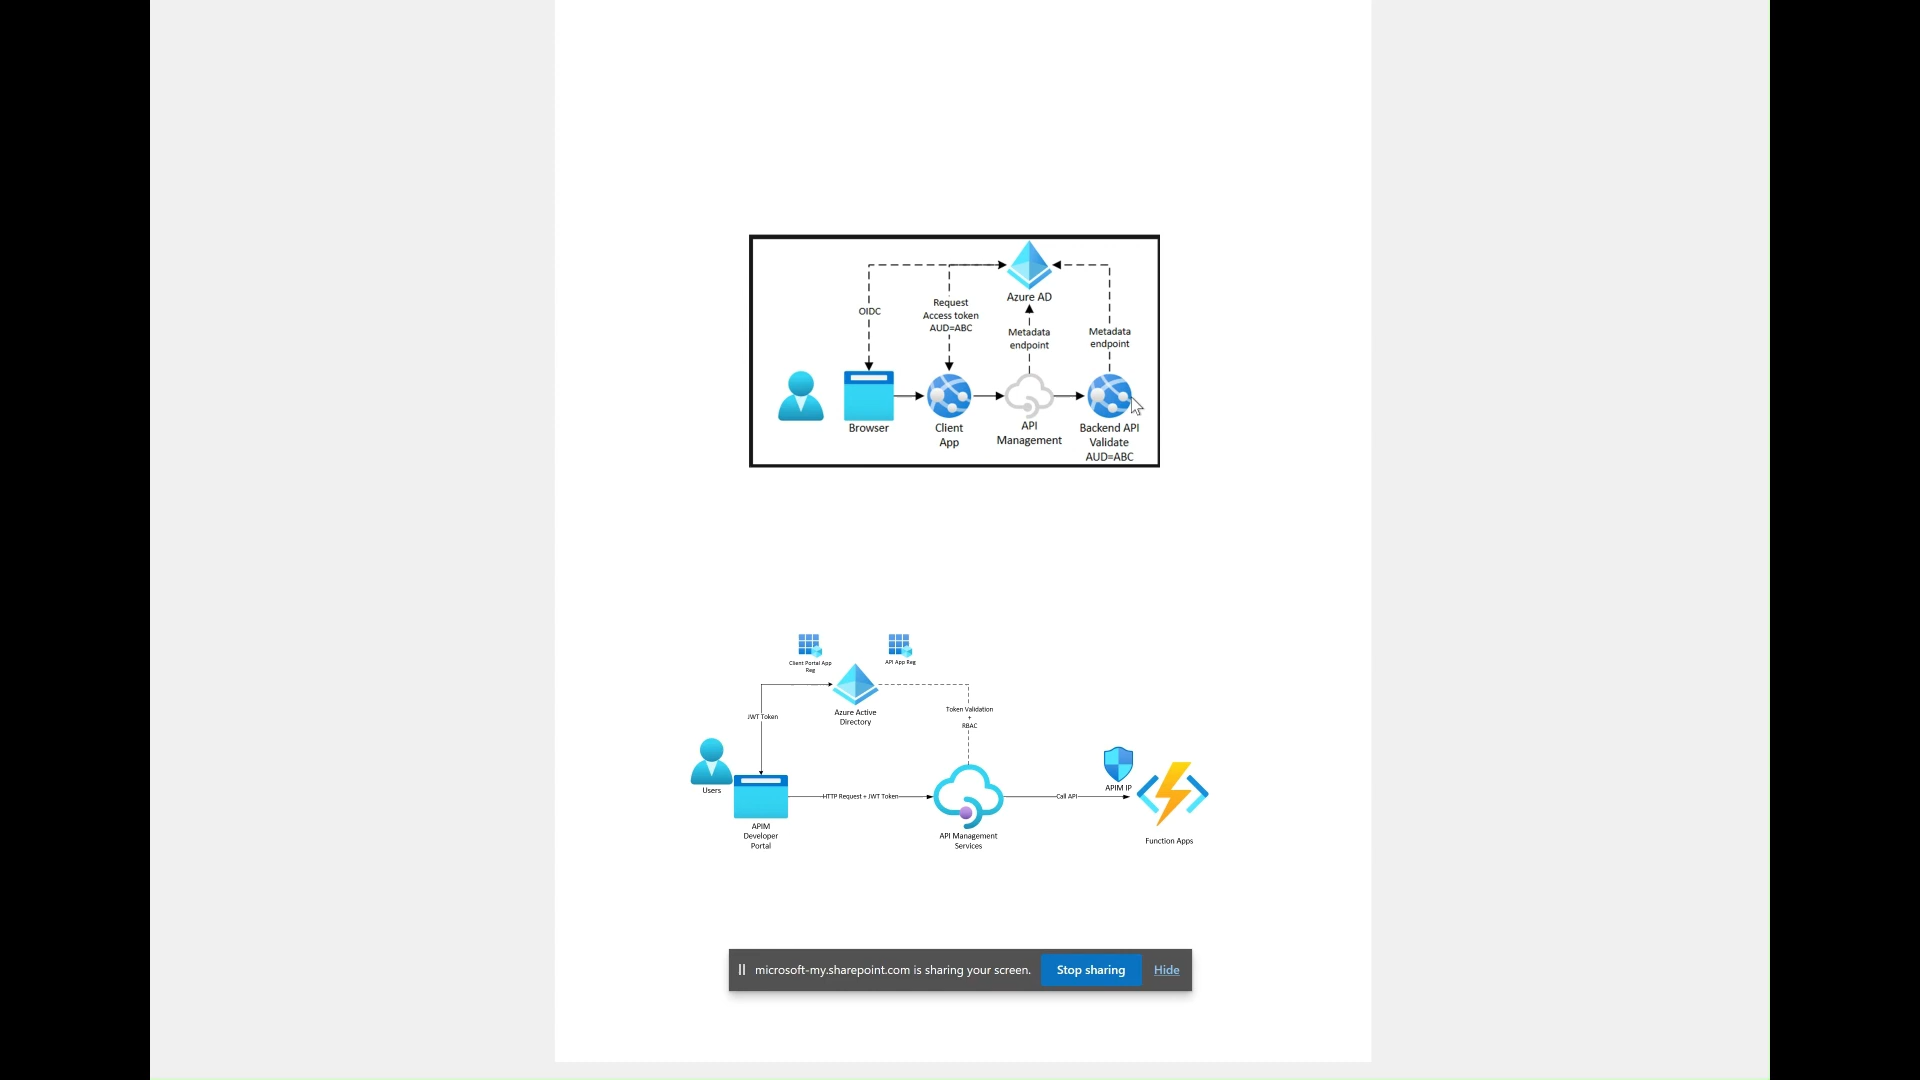 Azure AD
OIDC
Request
Access token
AUD=ABC
Metadata
endpoint
Metadata
endpoint
Browser
Client
App
API
Management
Backend API
Validate
AUD=ABC
Client Portal App
Reg
API App Reg
Azure Active
Directory
JWT Token
Token Validation
+
RBAC
Users
APIM
Developer
Portal
HTTP Request + JWT Token
API Management
Services
Call API
APIM IP
Function Apps
microsoft-my.sharepoint.com is sharing your screen.
Stop sharing
Hide